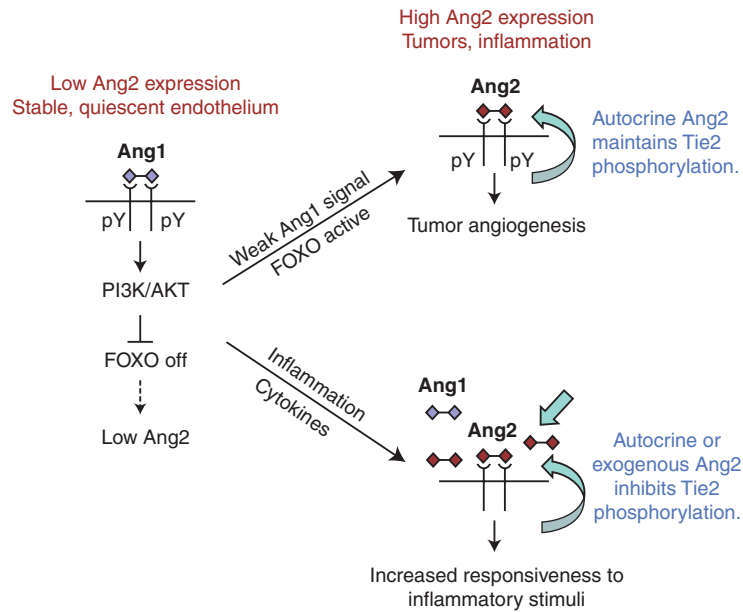 High Ang2 expression
Tumors, inflammation
Low Ang2 expression
Stable, quiescent endothelium
Ang1
pY pY
PI3K/AKT
FOXO off
Low Ang2
Weak Ang1 signal
FOXO active
Ang2
pY pY
Tumor angiogenesis
Autocrine Ang2
maintains Tie2
phosphorylation.
Inflammation
Cytokines
Ang1
Ang2
Autocrine or
exogenous Ang2
inhibits Tie2
phosphorylation.
Increased responsiveness to
inflammatory stimuli